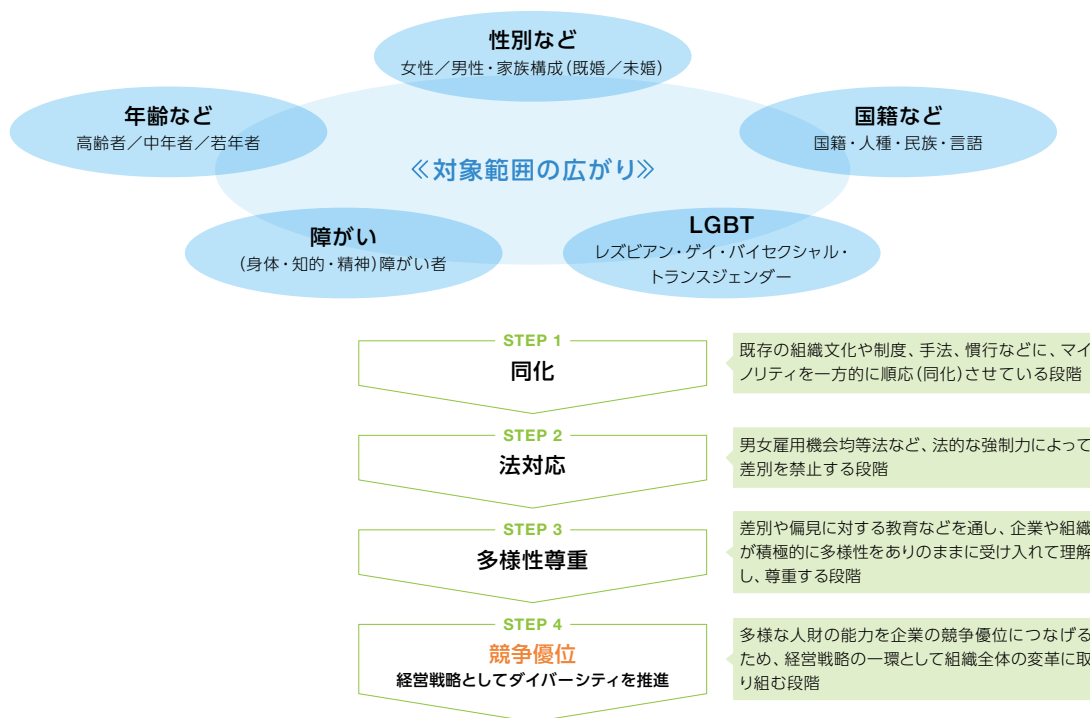 性別など
女性／男性・家族構成（既婚／未婚）
年齢など
高齢者／中年者／若年者
国籍など
国籍・人種・民族・言語
≪対象範囲の広がり≫
障がい
（身体・知的・精神）障がい者
LGBT
レズビアン・ゲイ・バイセクシャル・
トランスジェンダー
STEP 1
同化
既存の組織文化や制度、手法、慣行などに、マイ
ノリティを一方的に順応（同化）させている段階
STEP 2
法対応
男女雇用機会均等法など、法的な強制力によって
差別を禁止する段階
STEP 3
多様性尊重
差別や偏見に対する教育などを通し、企業や組織
が積極的に多様性をありのままに受け入れて理解
し、尊重する段階
STEP 4
競争優位
経営戦略としてダイバーシティを推進
多様な人財の能力を企業の競争優位につなげる
ため、経営戦略の一環として組織全体の変革に取
り組む段階